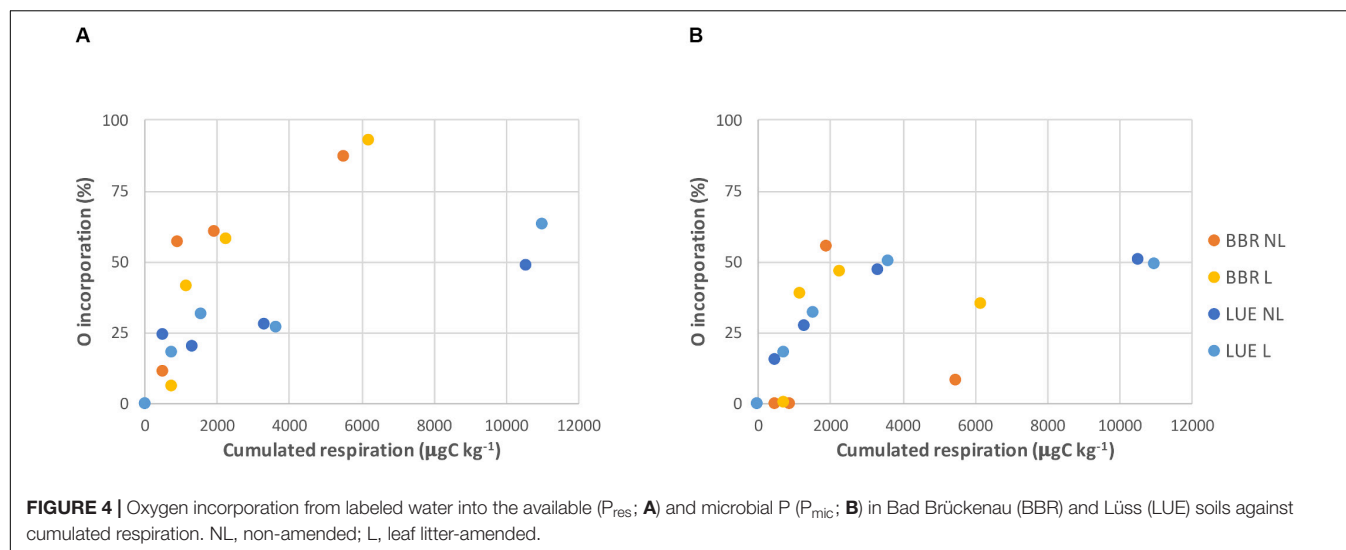 A
B
100
75
50
25
0
O incorporation (%)
0 2000 4000 6000 8000 10000 12000
Cumulated respiration (µgC kg-1)
100
75
50
25
0
O incorporation (%)
0 2000 4000 6000 8000 10000 12000
Cumulated respiration (µgC kg-1)
BBR NL
BBR L
LUE NL
LUE L
FIGURE 4 | Oxygen incorporation from labeled water into the available (Pres; A) and microbial P (Pmic; B) in Bad Brückenau (BBR) and Lüss (LUE) soils against
cumulated respiration. NL, non-amended; L, leaf litter-amended.